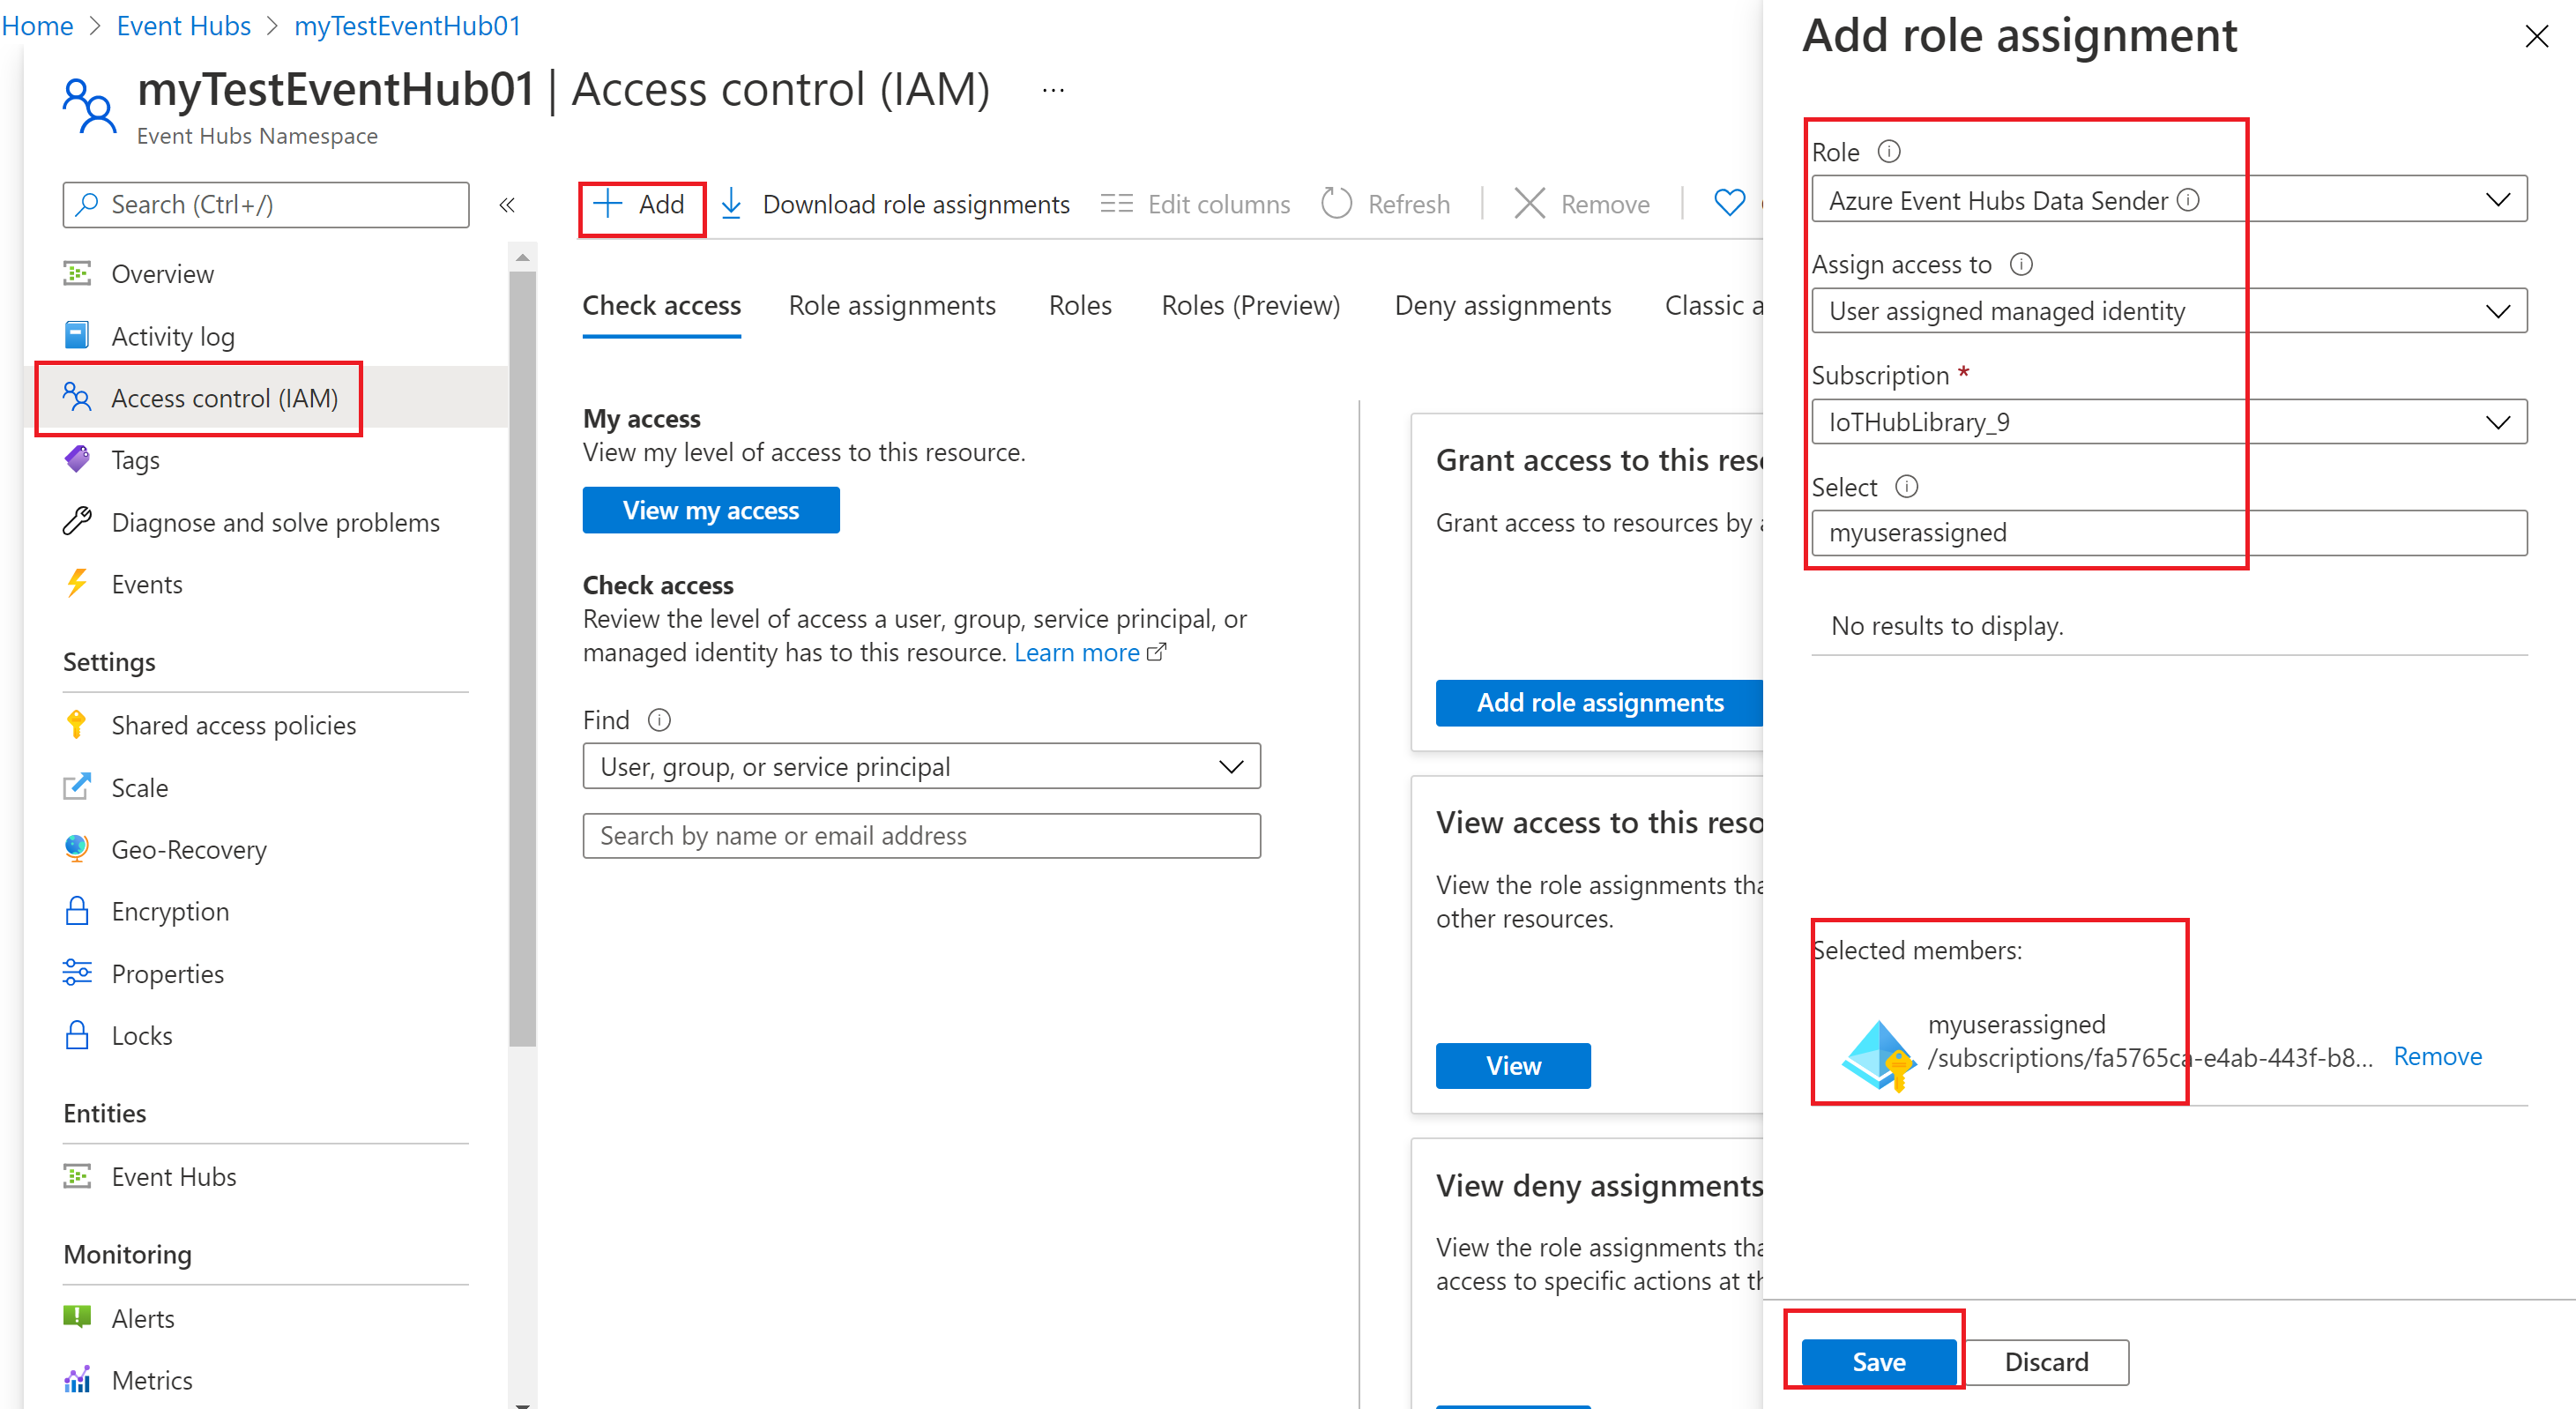 Home > Event Hubs > myTestEventHub01
myTestEventHub01 | Access control (IAM) ...
Event Hubs Namespace
Search (Ctrl+/)
«
Overview
Activity log
Access control (IAM)
Tags
Diagnose and solve problems
Events
Settings
Shared access policies
Scale
Geo-Recovery
Encryption
Properties
Locks
Entities
Event Hubs
Monitoring
Alerts
Metrics
Add
Download role assignments
Edit columns
Refresh
Remove
Check access
Role assignments
Roles
Roles (Preview)
Deny assignments
Classic a
My access
View my level of access to this resource.
View my access
Check access
Review the level of access a user, group, service principal, or
managed identity has to this resource. Learn more
Find
User, group, or service principal
Search by name or email address
Grant access to this reso
Grant access to resources by a
Add role assignments
View access to this reso
View the role assignments tha
other resources.
View
View deny assignments
View the role assignments tha
access to specific actions at th
Add role assignment
Role
Azure Event Hubs Data Sender
Assign access to
User assigned managed identity
Subscription *
IoTHubLibrary_9
Select
myuserassigned
No results to display.
Selected members:
myuserassigned
/subscriptions/fa5765ca-e4ab-443f-b8...
Remove
Save
Discard